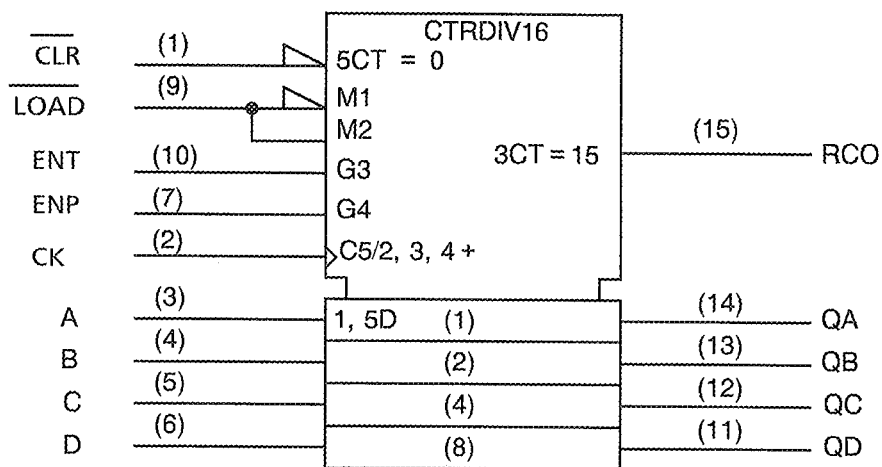 CTRDIV16
CLR (1) 5CT = 0
LOAD (9) M1
M2
ENT (10) G3 3CT = 15 (15) RCO
ENP (7) G4
CK (2) C5/2, 3, 4 +
A (3) 1, 5D (1) (14) QA
B (4) (2) (13) QB
C (5) (4) (12) QC
D (6) (8) (11) QD